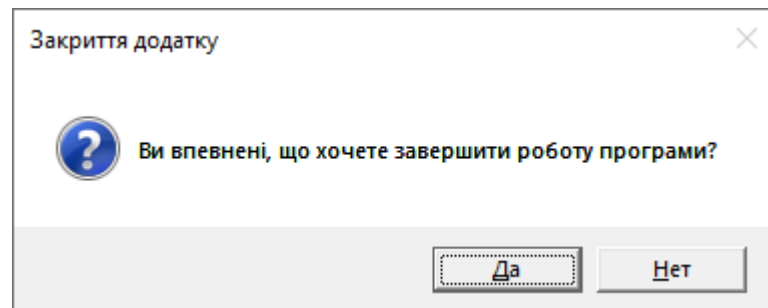 Закриття додатку
Ви впевнені, що хочете завершити роботу програми?
Да
Нет